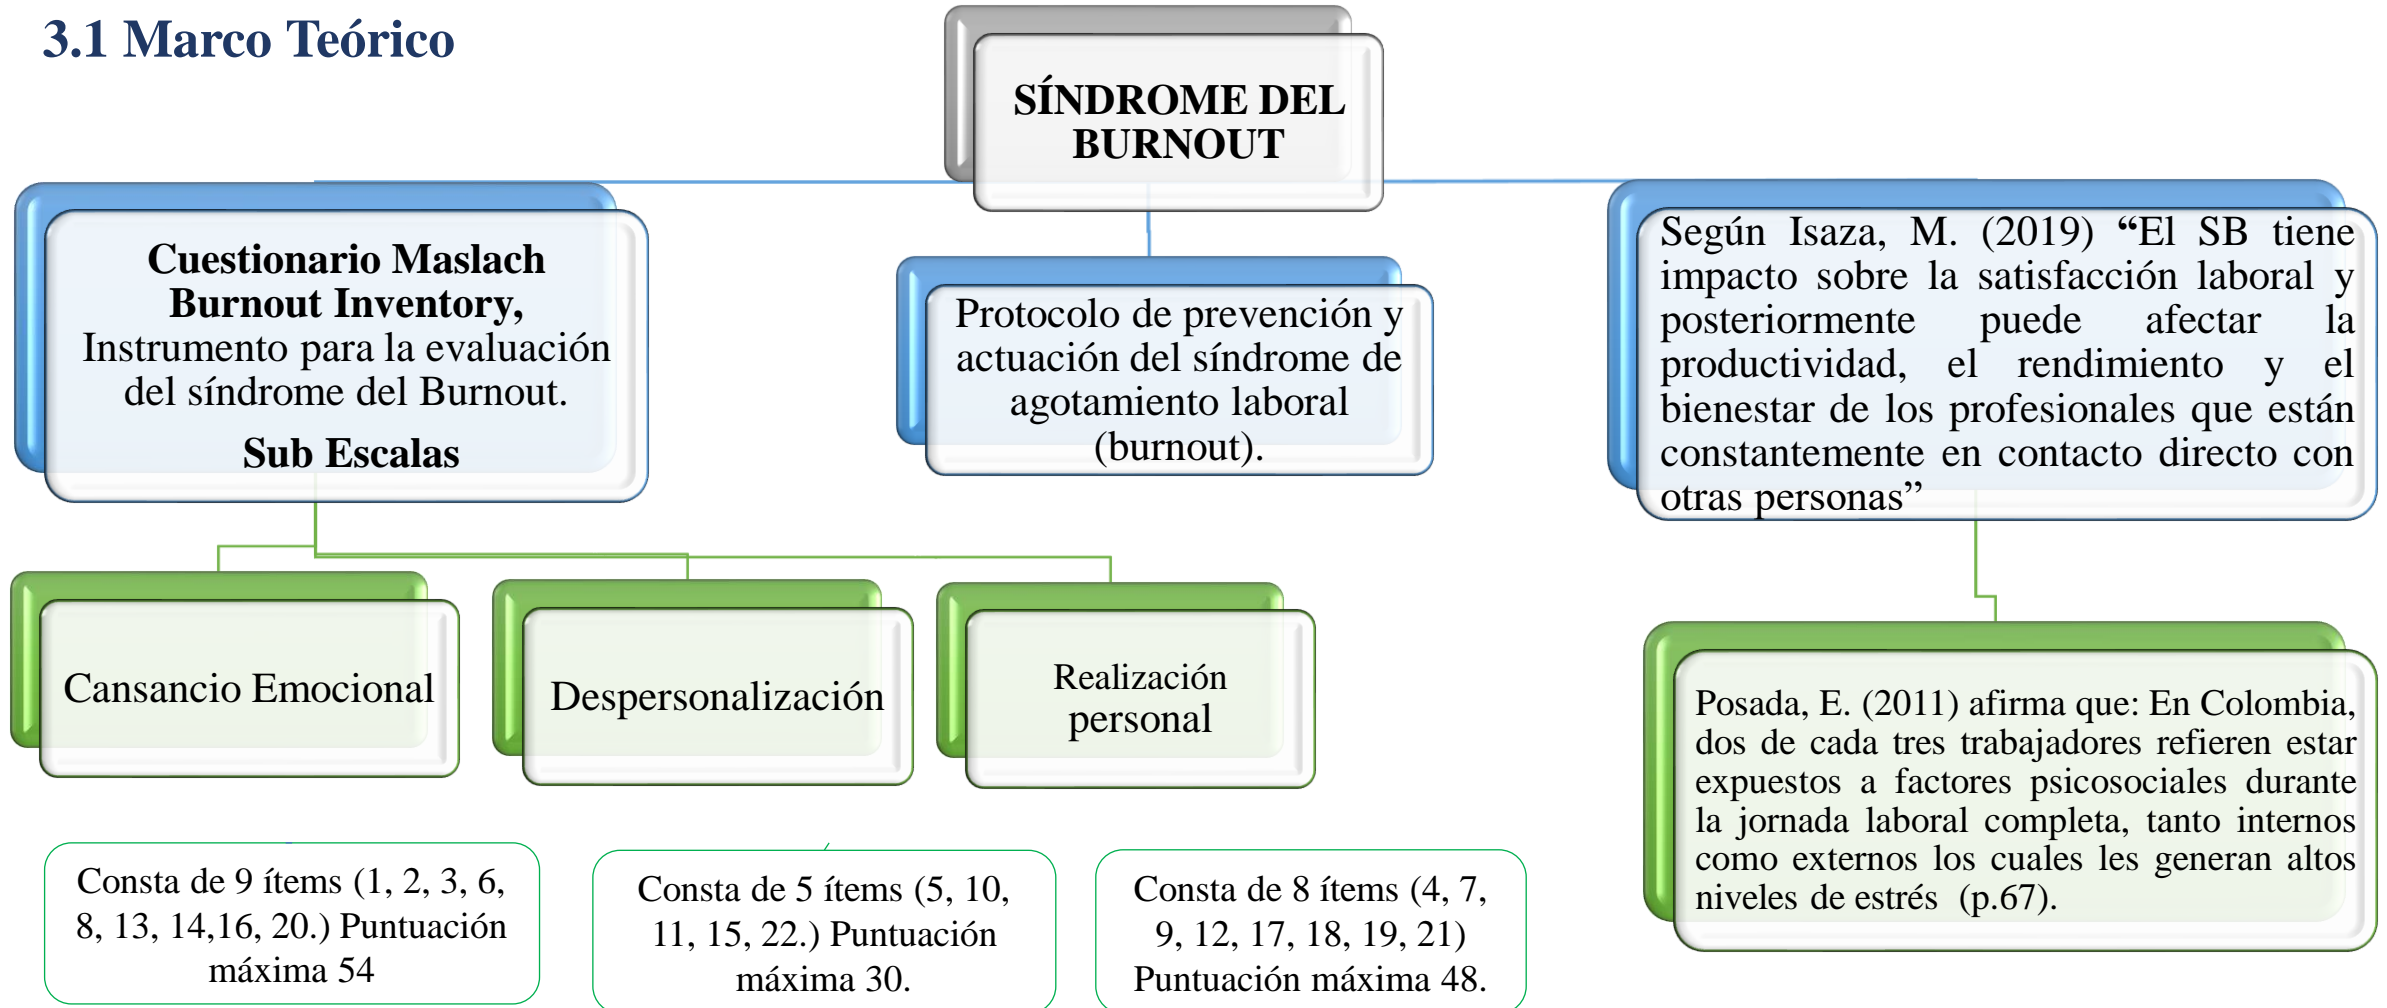 3.1 Marco Teórico
SÍNDROME DEL
BURNOUT
Cuestionario Maslach
Burnout Inventory,
Instrumento para la evaluación
del síndrome del Burnout.
Sub Escalas
Protocolo de prevención y
actuación del síndrome de
agotamiento laboral
(burnout).
Según Isaza, M. (2019) “El SB tiene
impacto sobre la satisfacción laboral y
posteriormente puede afectar la
productividad, el rendimiento y el
bienestar de los profesionales que están
constantemente en contacto directo con
otras personas”
Cansancio Emocional
Despersonalización
Realización
personal
Posada, E. (2011) afirma que: En Colombia,
dos de cada tres trabajadores refieren estar
expuestos a factores psicosociales durante
la jornada laboral completa, tanto internos
como externos los cuales les generan altos
niveles de estrés (p.67).
Consta de 9 ítems (1, 2, 3, 6,
8, 13, 14,16, 20.) Puntuación
máxima 54
Consta de 5 ítems (5, 10,
11, 15, 22.) Puntuación
máxima 30.
Consta de 8 ítems (4, 7,
9, 12, 17, 18, 19, 21)
Puntuación máxima 48.